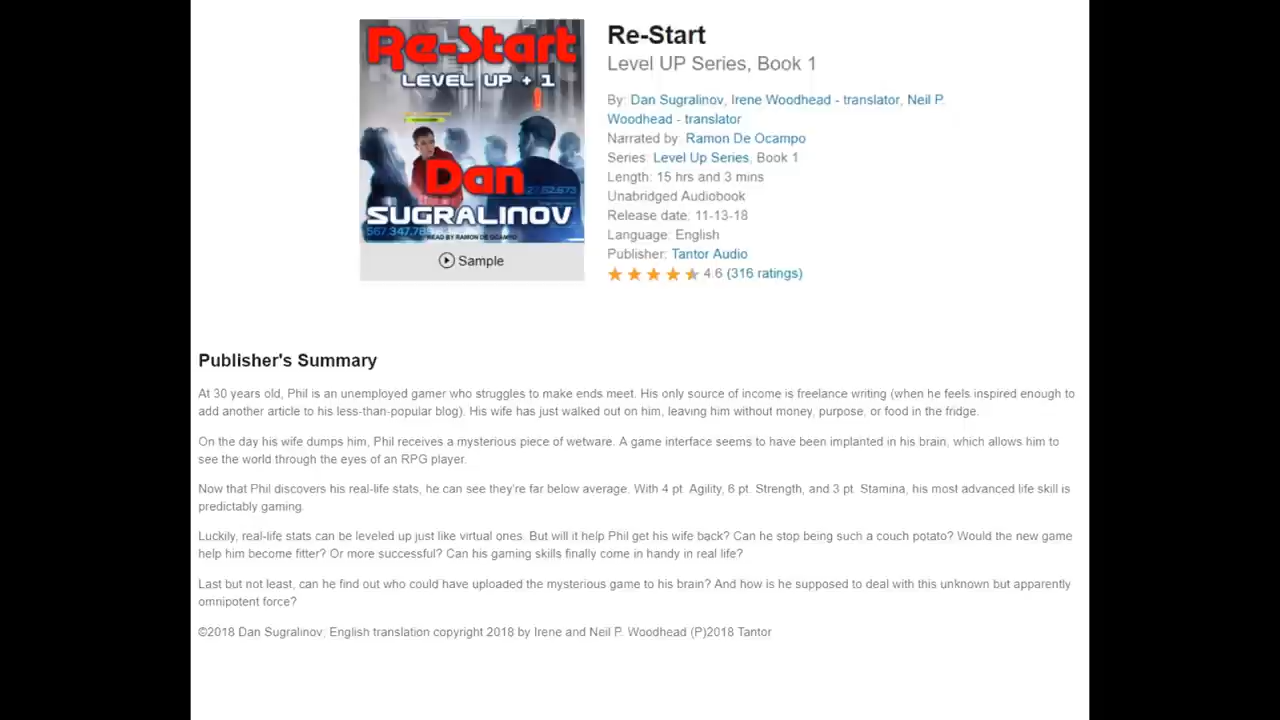 Re-Start
LEVEL UP + 1
Dan
SUGRALINOV
567.347.785
READ BY RAMON DE OCAMPO
Sample
Re-Start
Level UP Series, Book 1
By: Dan Sugralinov, Irene Woodhead - translator, Neil P.
Woodhead - translator
Narrated by: Ramon De Ocampo
Series: Level Up Series, Book 1
Length: 15 hrs and 3 mins
Unabridged Audiobook
Release date: 11-13-18
Language: English
Publisher: Tantor Audio
4.6 (316 ratings)
Publisher's Summary
At 30 years old, Phil is an unemployed gamer who struggles to make ends meet. His only source of income is freelance writing (when he feels inspired enough to
add another article to his less-than-popular blog). His wife has just walked out on him, leaving him without money, purpose, or food in the fridge.
On the day his wife dumps him, Phil receives a mysterious piece of wetware. A game interface seems to have been implanted in his brain, which allows him to
see the world through the eyes of an RPG player.
Now that Phil discovers his real-life stats, he can see they're far below average. With 4 pt. Agility, 6 pt. Strength, and 3 pt. Stamina, his most advanced life skill is
predictably gaming.
Luckily, real-life stats can be leveled up just like virtual ones. But will it help Phil get his wife back? Can he stop being such a couch potato? Would the new game
help him become fitter? Or more successful? Can his gaming skills finally come in handy in real life?
Last but not least, can he find out who could have uploaded the mysterious game to his brain? And how is he supposed to deal with this unknown but apparently
omnipotent force?
©2018 Dan Sugralinov; English translation copyright 2018 by Irene and Neil P. Woodhead (P)2018 Tantor